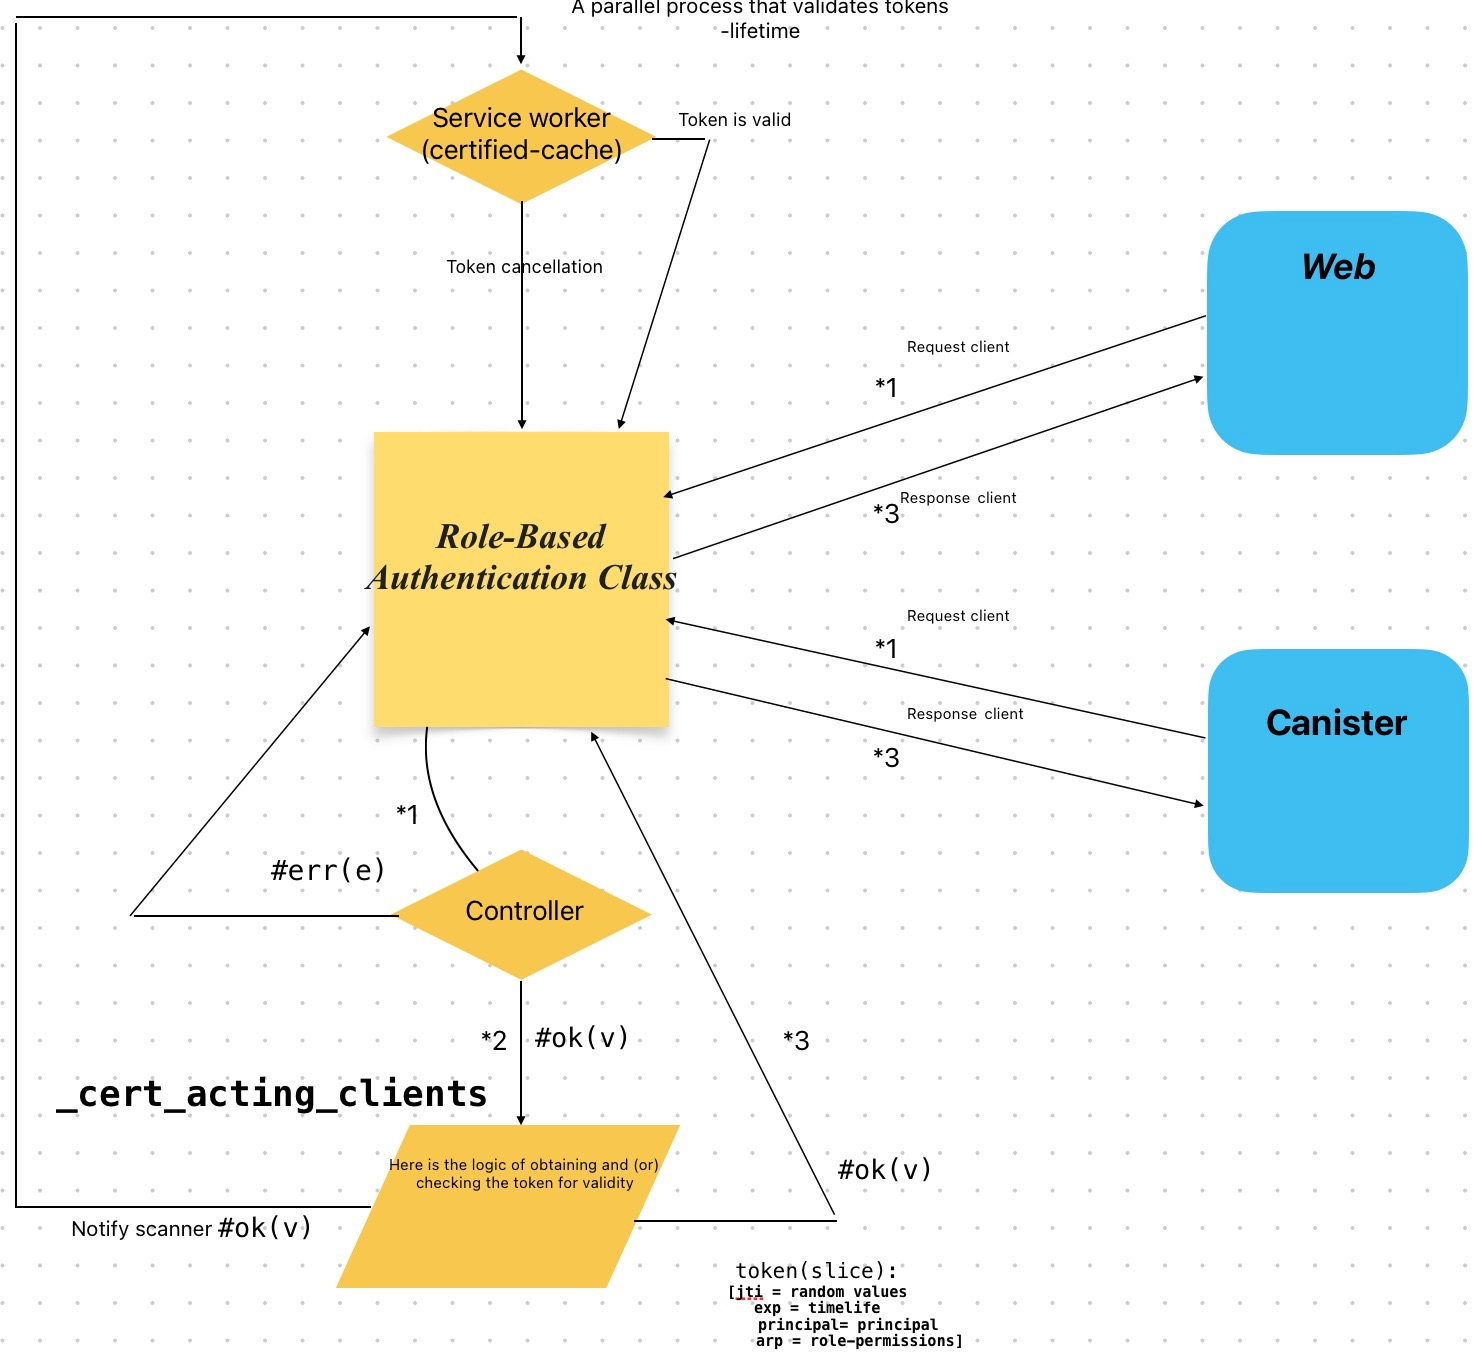 A parallel process that validates tokens
-lifetime
Service worker
(certified-cache)
Token is valid
Token cancellation
Web
Request client
*1
Response client
*3
Role-Based
Authentication Class
Request client
*1
Response client
*3
Canister
*1
#err(e)
Controller
*2 #ok(v)
*3
_cert_acting_clients
Here is the logic of obtaining and (or)
checking the token for validity
#ok(v)
Notify scanner #ok(v)
token(slice):
[jti = random values
exp = timelife
principal= principal
arp = role-permissions]